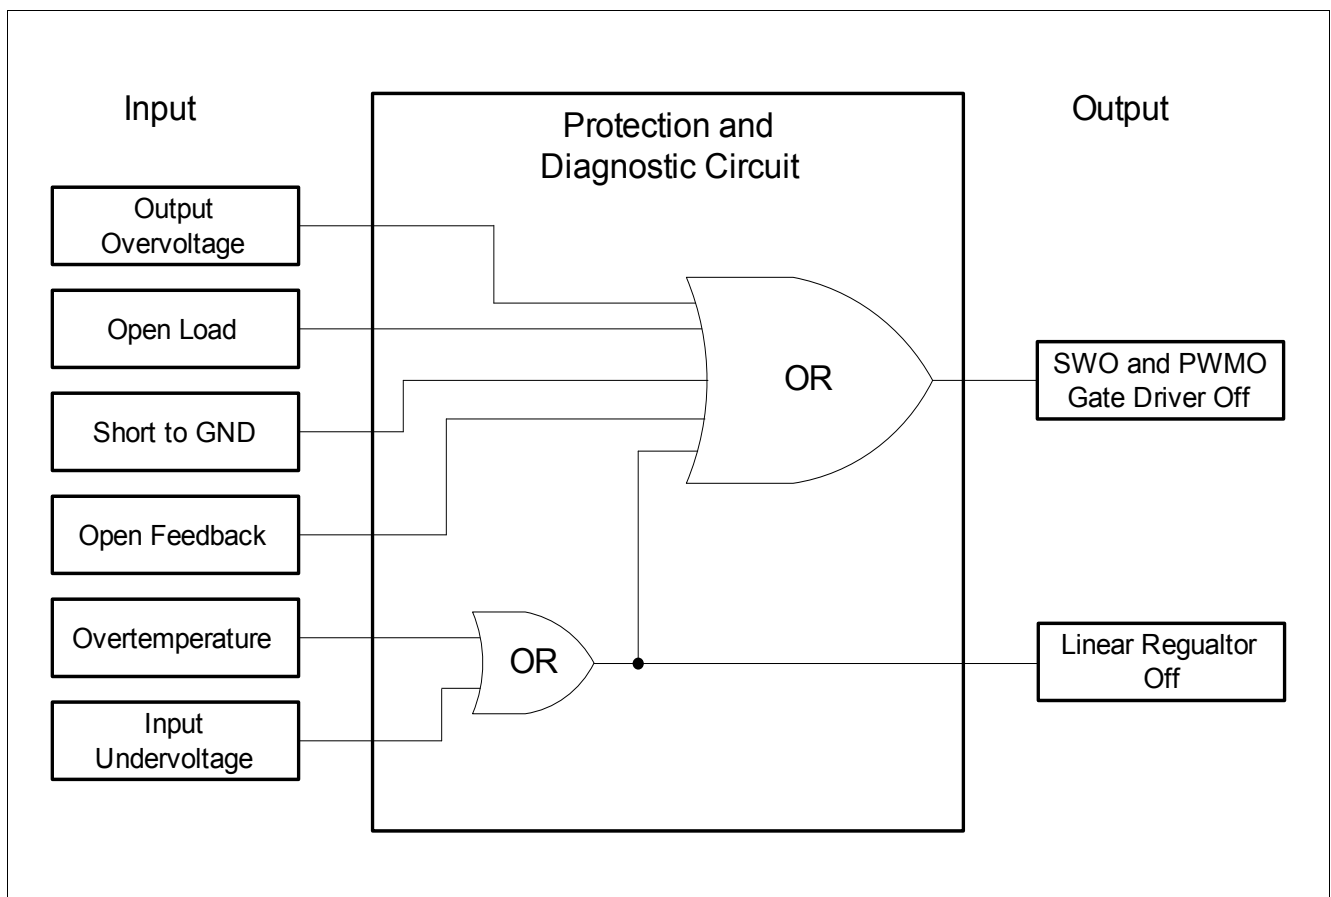 Input
Protection and
Diagnostic Circuit
Output
Output
Overvoltage
Open Load
Short to GND
Open Feedback
Overtemperature
Input
Undervoltage
OR
OR
SWO and PWMO
Gate Driver Off
Linear Regualtor
Off